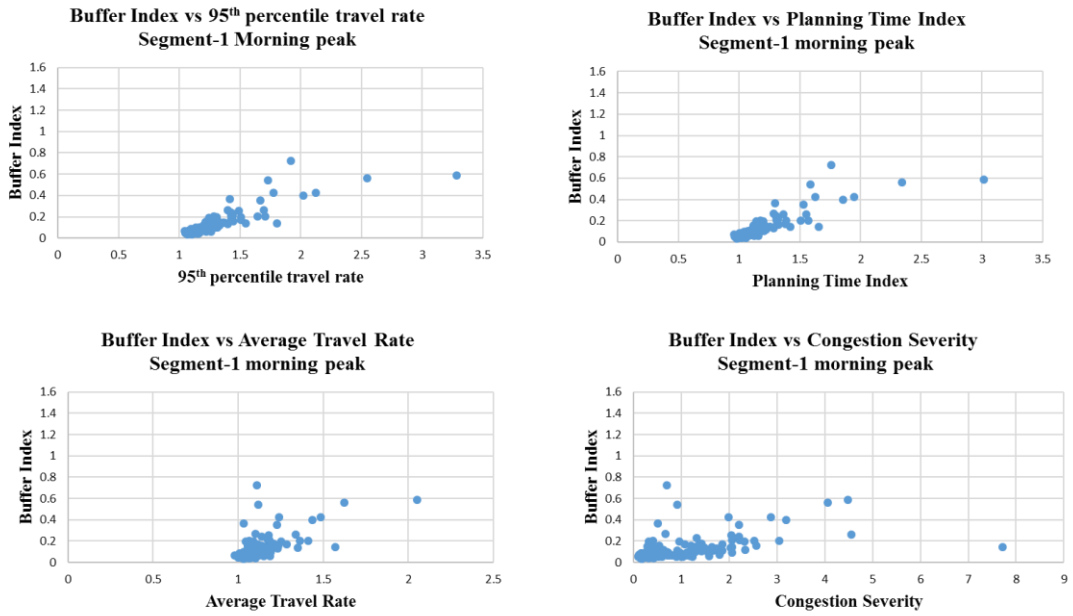 Buffer Index vs 95th percentile travel rate
Segment-1 Morning peak
1.6
1.4
1.2
1
0.8
0.6
0.4
0.2
0
Buffer Index
0 0.5 1 1.5 2 2.5 3 3.5
95th percentile travel rate
Buffer Index vs Planning Time Index
Segment-1 morning peak
1.6
1.4
1.2
1
0.8
0.6
0.4
0.2
0
Buffer Index
0 0.5 1 1.5 2 2.5 3 3.5
Planning Time Index
Buffer Index vs Average Travel Rate
Segment-1 morning peak
1.6
1.4
1.2
1
0.8
0.6
0.4
0.2
0
Buffer Index
0 0.5 1 1.5 2 2.5
Average Travel Rate
Buffer Index vs Congestion Severity
Segment-1 morning peak
1.6
1.4
1.2
1
0.8
0.6
0.4
0.2
0
Buffer Index
0 1 2 3 4 5 6 7 8 9
Congestion Severity